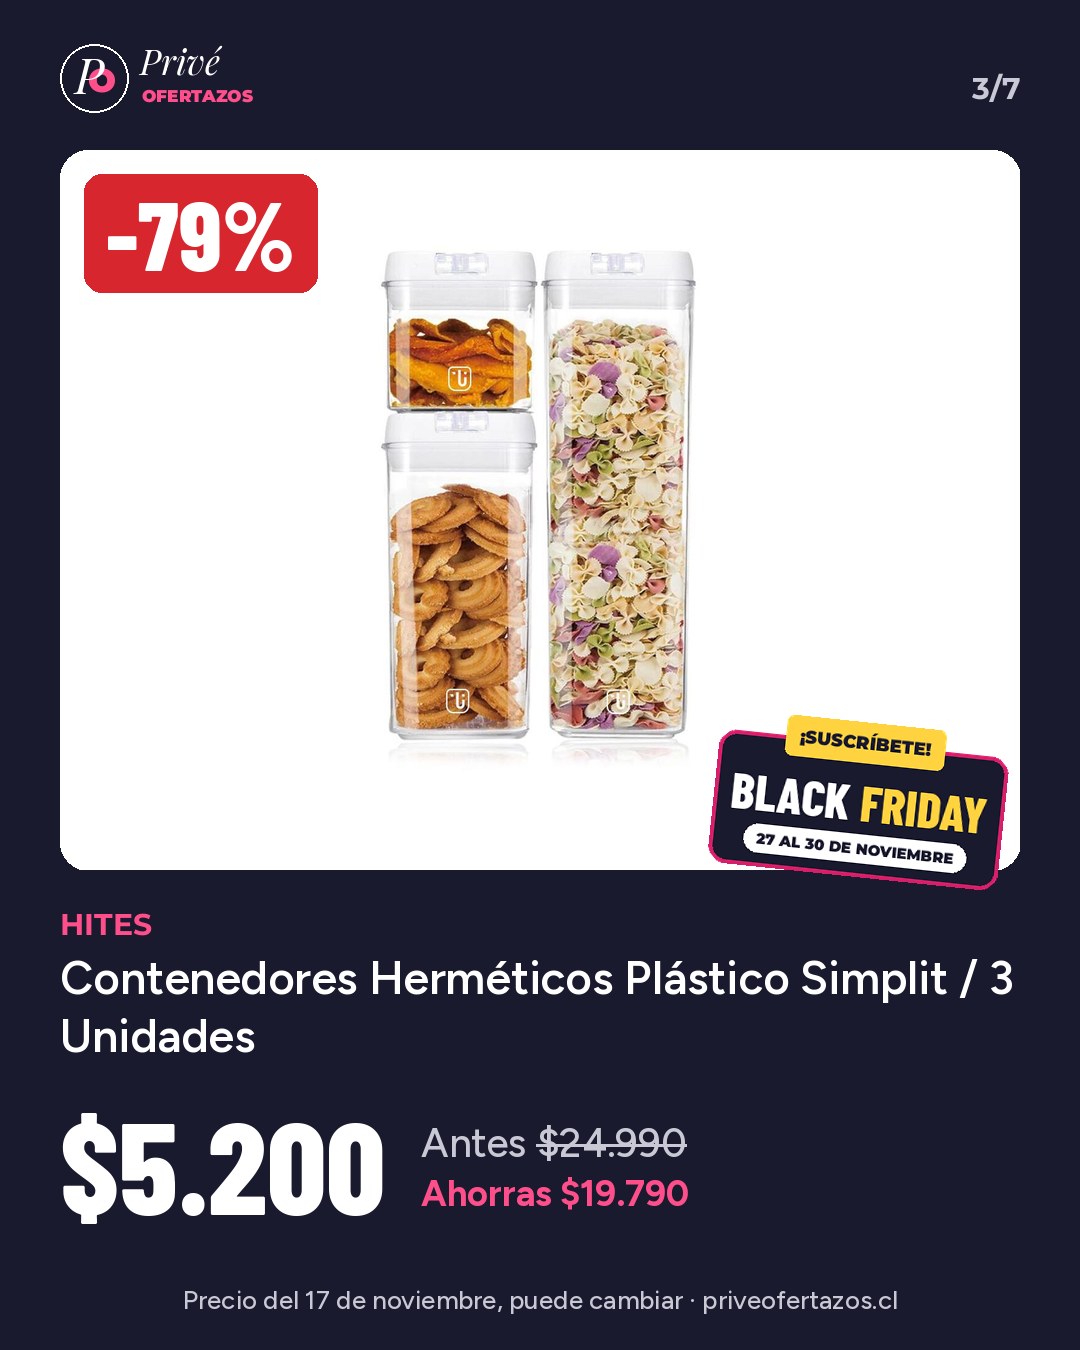 Privé
OFERTAZOS
3/7
-79%
¡SUSCRÍBETE!
BLACK FRIDAY
27 AL 30 DE NOVIEMBRE
HITES
Contenedores Herméticos Plástico Simplit / 3
Unidades
$5.200
Antes $24.990
Ahorras $19.790
Precio del 17 de noviembre, puede cambiar · priveofertazos.cl